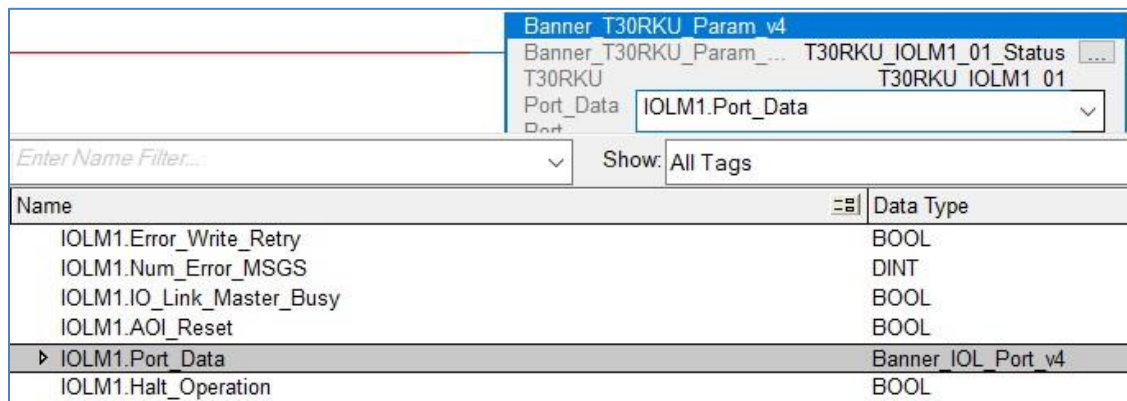 Banner_T30RKU_Param_v4
Banner_T30RKU_Param_... T30RKU_IOLM1_01_Status ...
T30RKU T30RKU_IOLM1_01
Port_Data IOLM1.Port_Data
Port
Enter Name Filter... Show: All Tags
Name Data Type
IOLM1.Error_Write_Retry BOOL
IOLM1.Num_Error_MSGS DINT
IOLM1.IO_Link_Master_Busy BOOL
IOLM1.AOI_Reset BOOL
IOLM1.Port_Data Banner_IOL_Port_v4
IOLM1.Halt_Operation BOOL